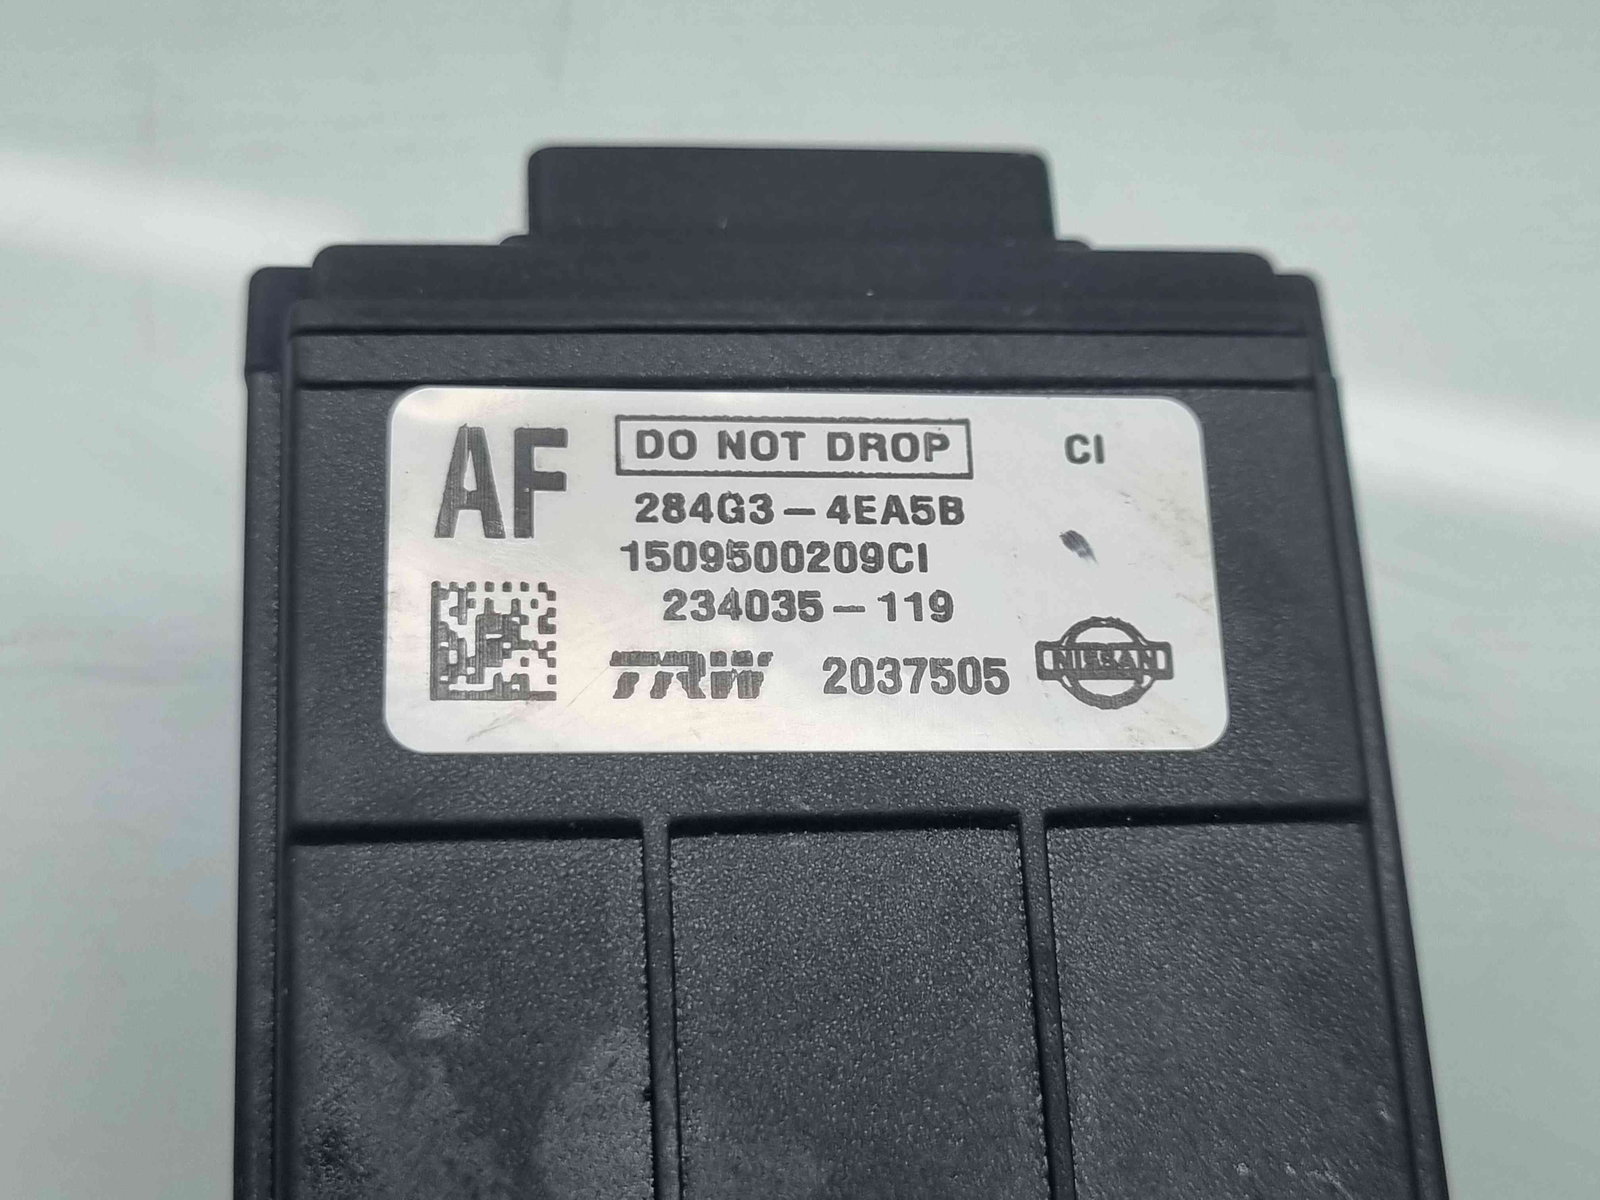 AF
DO NOT DROP
CI
284G3-4EA5B
1509500209CI
234035-119
TRW 2037505
NISSAN